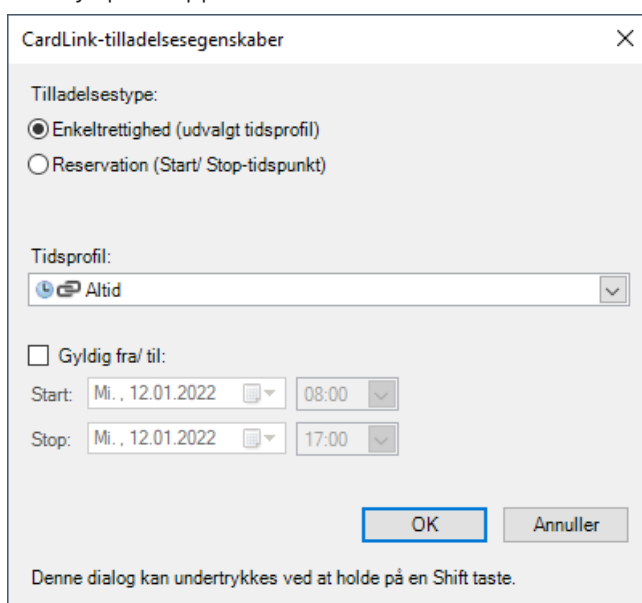 CardLink-tilladelsesegenskaber
Tilladelsestype:
Enkeltrettighed (udvalgt tidsprofil)
Reservation (Start/ Stop-tidspunkt)
Tidsprofil:
Altid
Gyldig fra/ til:
Start: Mi. , 12.01.2022 08:00
Stop: Mi. , 12.01.2022 17:00
OK Annuller
Denne dialog kan undertrykkes ved at holde på en Shift taste.